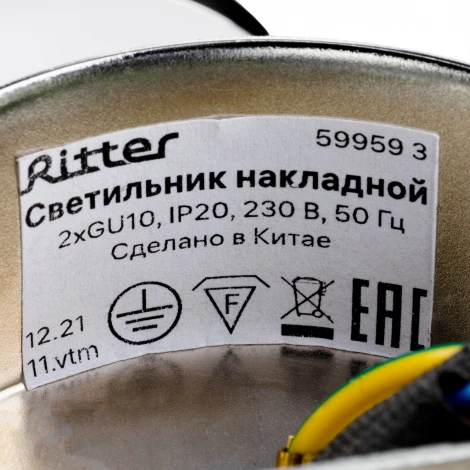 Ritter 59959 3
Светильник накладной
2xGU10, IP20, 230 В, 50 Гц
Сделано в Китае
12.21
11.vtm
F
EAC